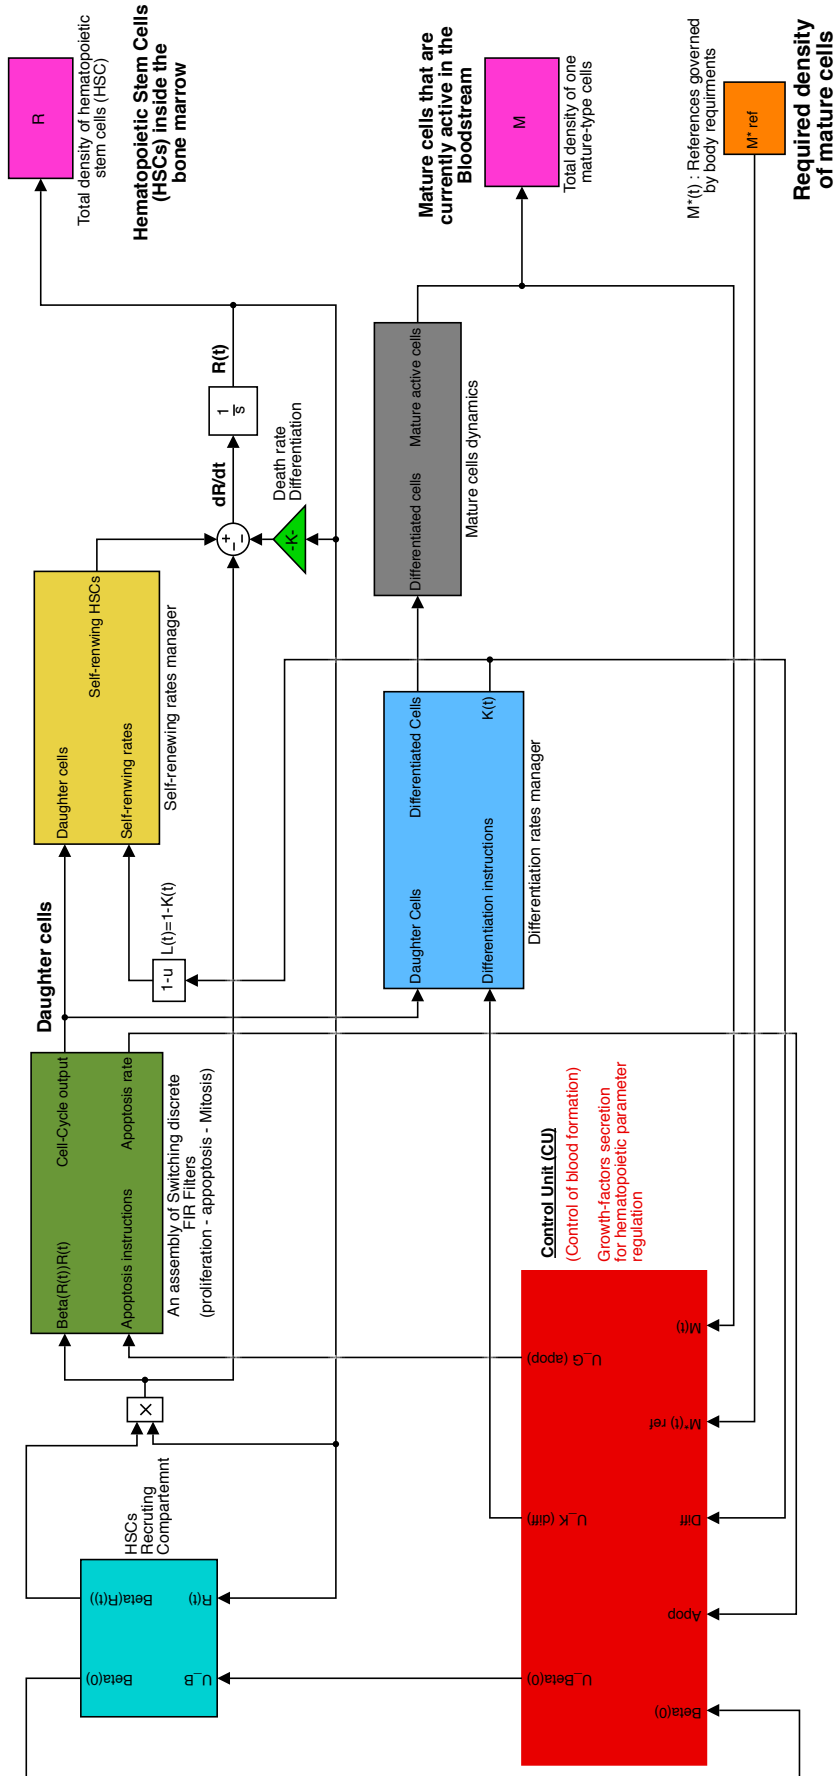 R
Total density of hematopoietic
stem cells (HSC)
Hematopoietic Stem Cells
(HSCs) inside the
bone marrow
Mature cells that are
currently active in the
Bloodstream
M
Total density of one
mature-type cells
M*(t) : References governed
by body requirments
M* ref
Required density
of mature cells
R(t)
1
s
dR/dt
Death rate
Differentiation
-K-
+
−
−
Self-renwing HSCs
Daughter cells
Self-renwing rates
Self-renewing rates manager
Mature active cells
Differentiated cells
Mature cells dynamics
Daughter cells
1-u
L(t)=1-K(t)
Differentiated Cells
K(t)
Daughter Cells
Differentiation instructions
Differentiation rates manager
Cell-Cycle output
Beta(R(t))R(t)
Apoptosis rate
Apoptosis instructions
An assembly of Switching discrete
FIR Filters
(proliferation - appoptosis - Mitosis)
×
HSCs
Recruting
Compartemnt
Beta(R(t))
R(t)
Beta(0)
U_B
Control Unit (CU)
(Control of blood formation)
Growth-factors secretion
for hematopoietic parameter
regulation
U_G (apop)
U_K (diff)
U_Beta(0)
M(t)
M*(t) ref
Diff
Apop
Beta(0)